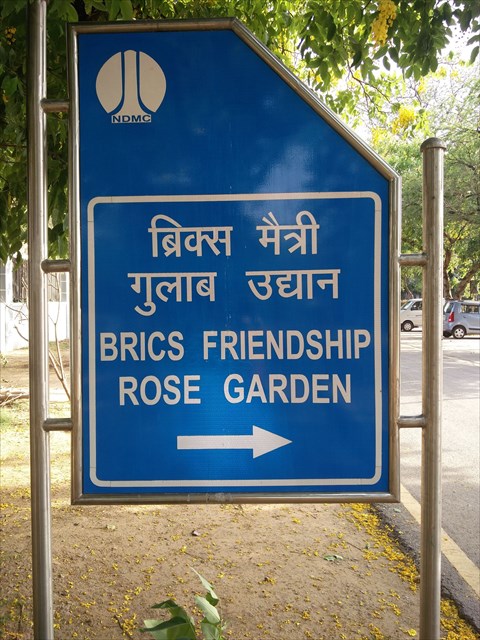 NDMC
ब्रिक्स मैत्री
गुलाब उद्यान
BRICS FRIENDSHIP
ROSE GARDEN